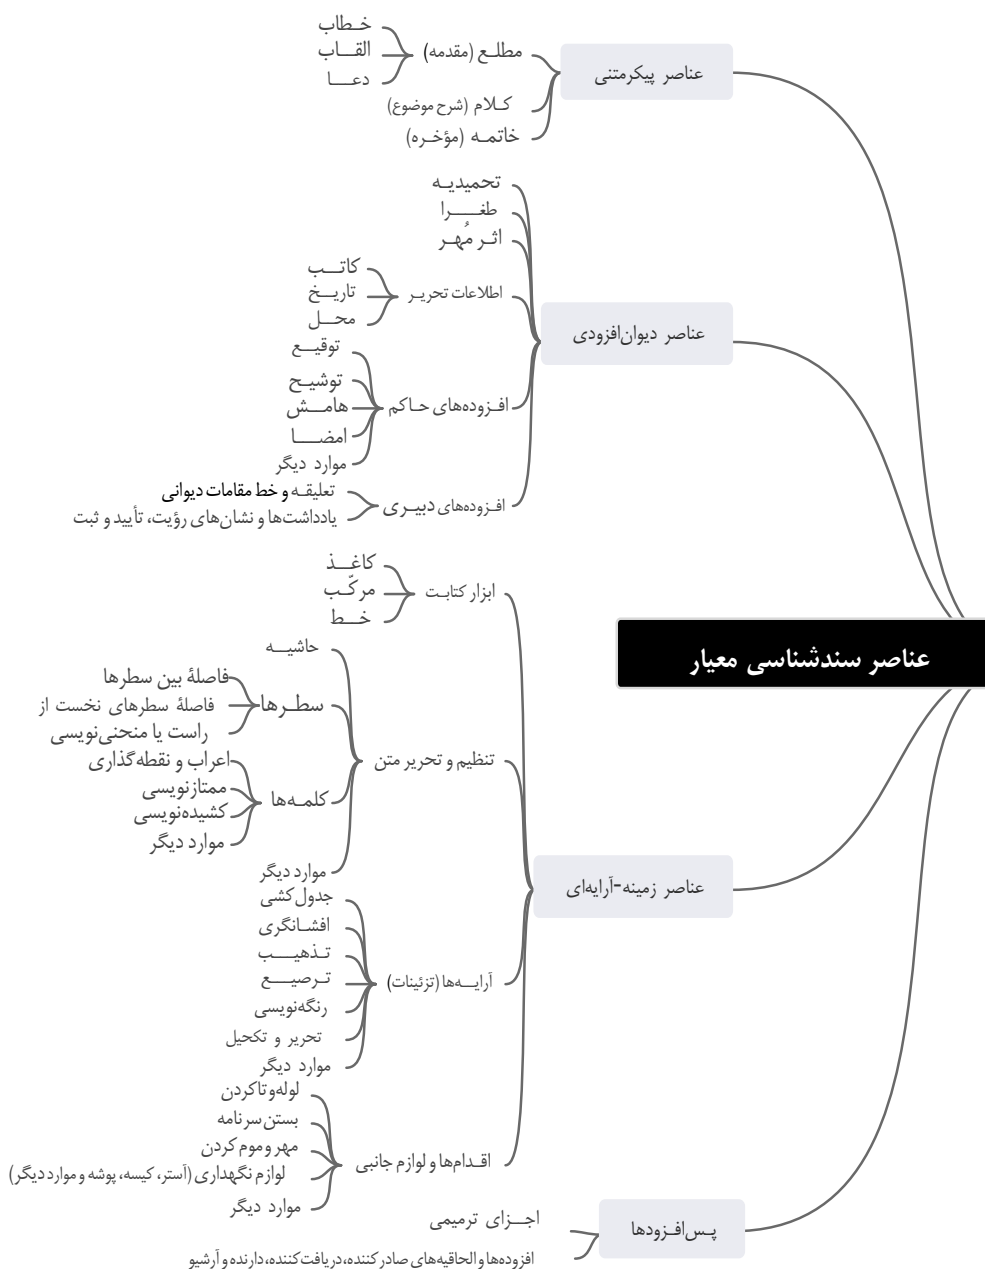 عناصر سندشناسی معیار
عناصر پیکرمتنی
مطلع (مقدمه)
خطاب
القاب
دعا
کلام (شرح موضوع)
خاتمه (مؤخره)
عناصر دیوان‌افزودی
تحمیدیه
طغرا
اثر مُهر
اطلاعات تحریر
کاتب
تاریخ
محل
افزوده‌های حاکم
توقیع
توشیح
هامش
امضا
موارد دیگر
افزوده‌های دبیری
تعلیقه و خط مقامات دیوانی
یادداشت‌ها و نشان‌های رؤیت، تأیید و ثبت
عناصر زمینه-آرایه‌ای
ابزار کتابت
کاغذ
مرکّب
خط
تنظیم و تحریر متن
حاشیه
سطرها
فاصلهٔ بین سطرها
فاصلهٔ سطرهای نخست از
راست یا منحنی‌نویسی
کلمه‌ها
اعراب و نقطه‌گذاری
ممتازنویسی
کشیده‌نویسی
موارد دیگر
موارد دیگر
آرایه‌ها (تزئینات)
جدول‌کشی
افشانگری
تذهیب
ترصیع
رنگه‌نویسی
تحریر و تکحیل
موارد دیگر
اقدام‌ها و لوازم جانبی
لوله‌و‌تا‌کردن
بستن سرنامه
مهر و موم کردن
لوازم نگهداری (آستر، کیسه، پوشه و موارد دیگر)
موارد دیگر
پس‌افزودها
اجزای ترمیمی
افزوده‌ها و الحاقیه‌های صادرکننده، دریافت‌کننده، دارنده و آرشیو